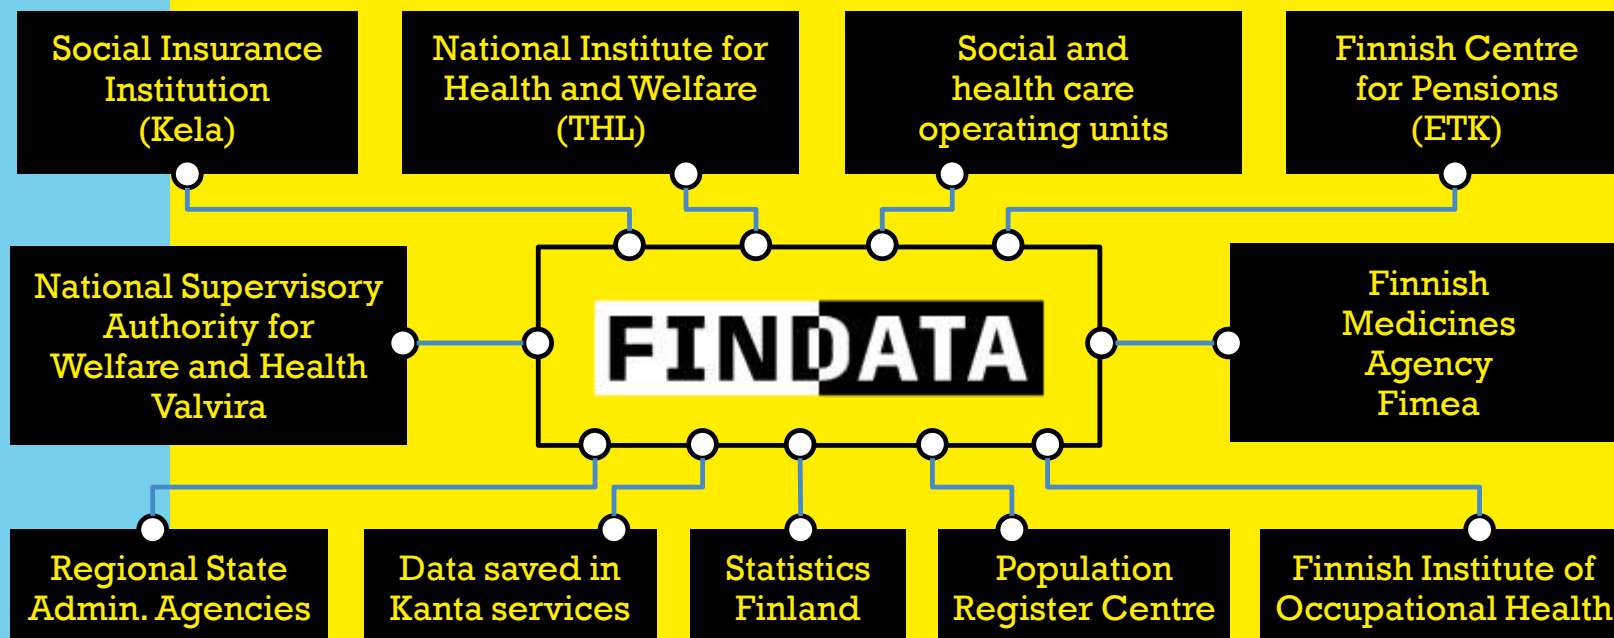 Social Insurance
Institution
(Kela)
National Institute for
Health and Welfare
(THL)
Social and
health care
operating units
Finnish Centre
for Pensions
(ETK)
National Supervisory
Authority for
Welfare and Health
Valvira
FINDATA
Finnish
Medicines
Agency
Fimea
Regional State
Admin. Agencies
Data saved in
Kanta services
Statistics
Finland
Population
Register Centre
Finnish Institute of
Occupational Health